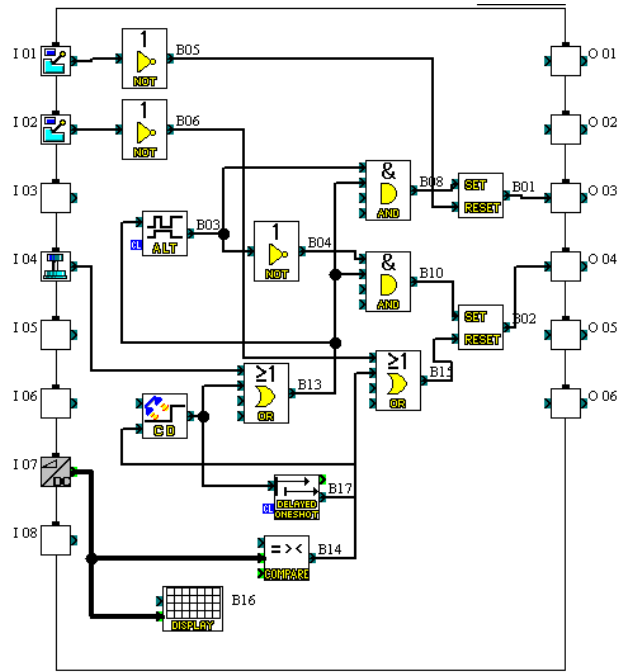 I 01
1
NOT
B05
O 01
I 02
1
NOT
B06
O 02
I 03
&
AND
B08
SET
RESET
B01
O 03
CL
ALT
B03
1
NOT
B04
I 04
&
AND
B10
SET
RESET
B02
O 04
I 05
O 05
≥1
OR
B13
≥1
OR
B15
I 06
CD
O 06
I 07
DC
CL
DELAYED
ONESHOT
B17
I 08
=><
COMPARE
B14
DISPLAY
B16